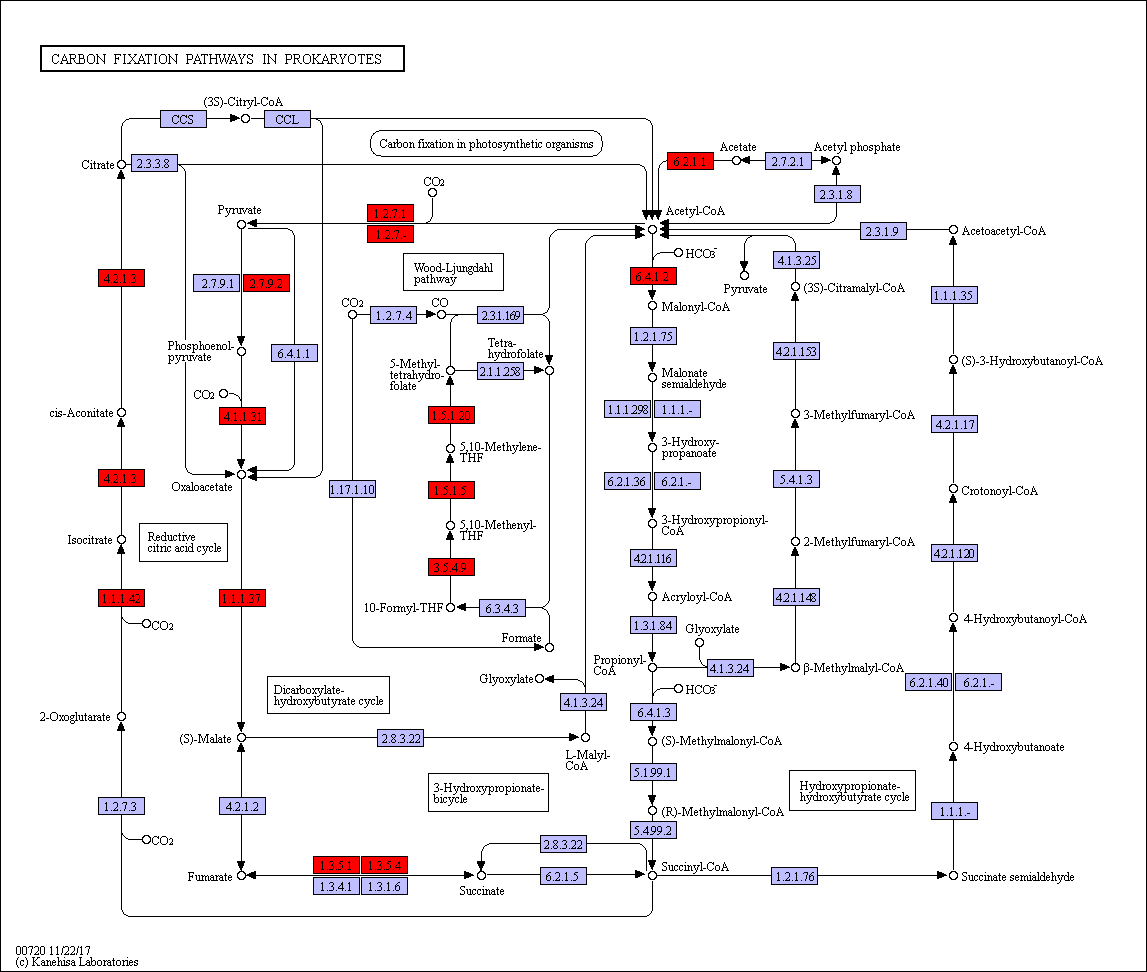 CARBON FIXATION PATHWAYS IN PROKARYOTES
(3S)-Citryl-CoA
CCS
CCL
Carbon fixation in photosynthetic organisms
Citrate
2.3.3.8
6.2.1.1
Acetate
2.7.2.1
Acetyl phosphate
CO2
2.3.1.8
Pyruvate
1.2.7.1
1.2.7.-
Acetyl-CoA
2.3.1.9
Acetoacetyl-CoA
HCO3-
Wood-Ljungdahl
pathway
4.2.1.3
2.7.9.1
2.7.9.2
6.4.1.2
Pyruvate
4.1.3.25
(3S)-Citramalyl-CoA
1.1.1.35
CO2
1.2.7.4
CO
2.3.1.169
Malonyl-CoA
1.2.1.75
Phosphoenol-
pyruvate
6.4.1.1
Tetra-
hydrofolate
5-Methyl-
tetrahydro-
folate
2.1.1.258
4.2.1.153
(S)-3-Hydroxybutanoyl-CoA
Malonate
semialdehyde
CO2
cis-Aconitate
4.1.1.31
1.5.1.20
1.1.1.298
1.1.1.-
3-Methylfumaryl-CoA
4.2.1.17
5,10-Methylene-
THF
3-Hydroxy-
propanoate
4.2.1.3
Oxaloacetate
1.17.1.10
1.5.1.5
6.2.1.36
6.2.1.-
5.4.1.3
Crotonoyl-CoA
Isocitrate
Reductive
citric acid cycle
5,10-Methenyl-
THF
3-Hydroxypropionyl-
CoA
2-Methylfumaryl-CoA
4.2.1.120
3.5.4.9
4.2.1.116
1.1.1.42
1.1.1.37
10-Formyl-THF
6.3.4.3
Acryloyl-CoA
4.2.1.148
CO2
1.3.1.84
Glyoxylate
4-Hydroxybutanoyl-CoA
Formate
Propionyl-
CoA
4.1.3.24
β-Methylmalyl-CoA
Glyoxylate
HCO3-
6.2.1.40
6.2.1.-
Dicarboxylate-
hydroxybutyrate cycle
4.1.3.24
6.4.1.3
2-Oxoglutarate
(S)-Malate
2.8.3.22
L-Malyl-
CoA
(S)-Methylmalonyl-CoA
4-Hydroxybutanoate
5.1.99.1
3-Hydroxypropionate-
bicycle
Hydroxypropionate-
hydroxybutyrate cycle
1.2.7.3
4.2.1.2
(R)-Methylmalonyl-CoA
1.1.1.-
CO2
5.4.99.2
2.8.3.22
Fumarate
1.3.5.1
1.3.5.4
1.3.4.1
1.3.1.6
Succinate
6.2.1.5
Succinyl-CoA
1.2.1.76
Succinate semialdehyde
00720 11/22/17
(c) Kanehisa Laboratories